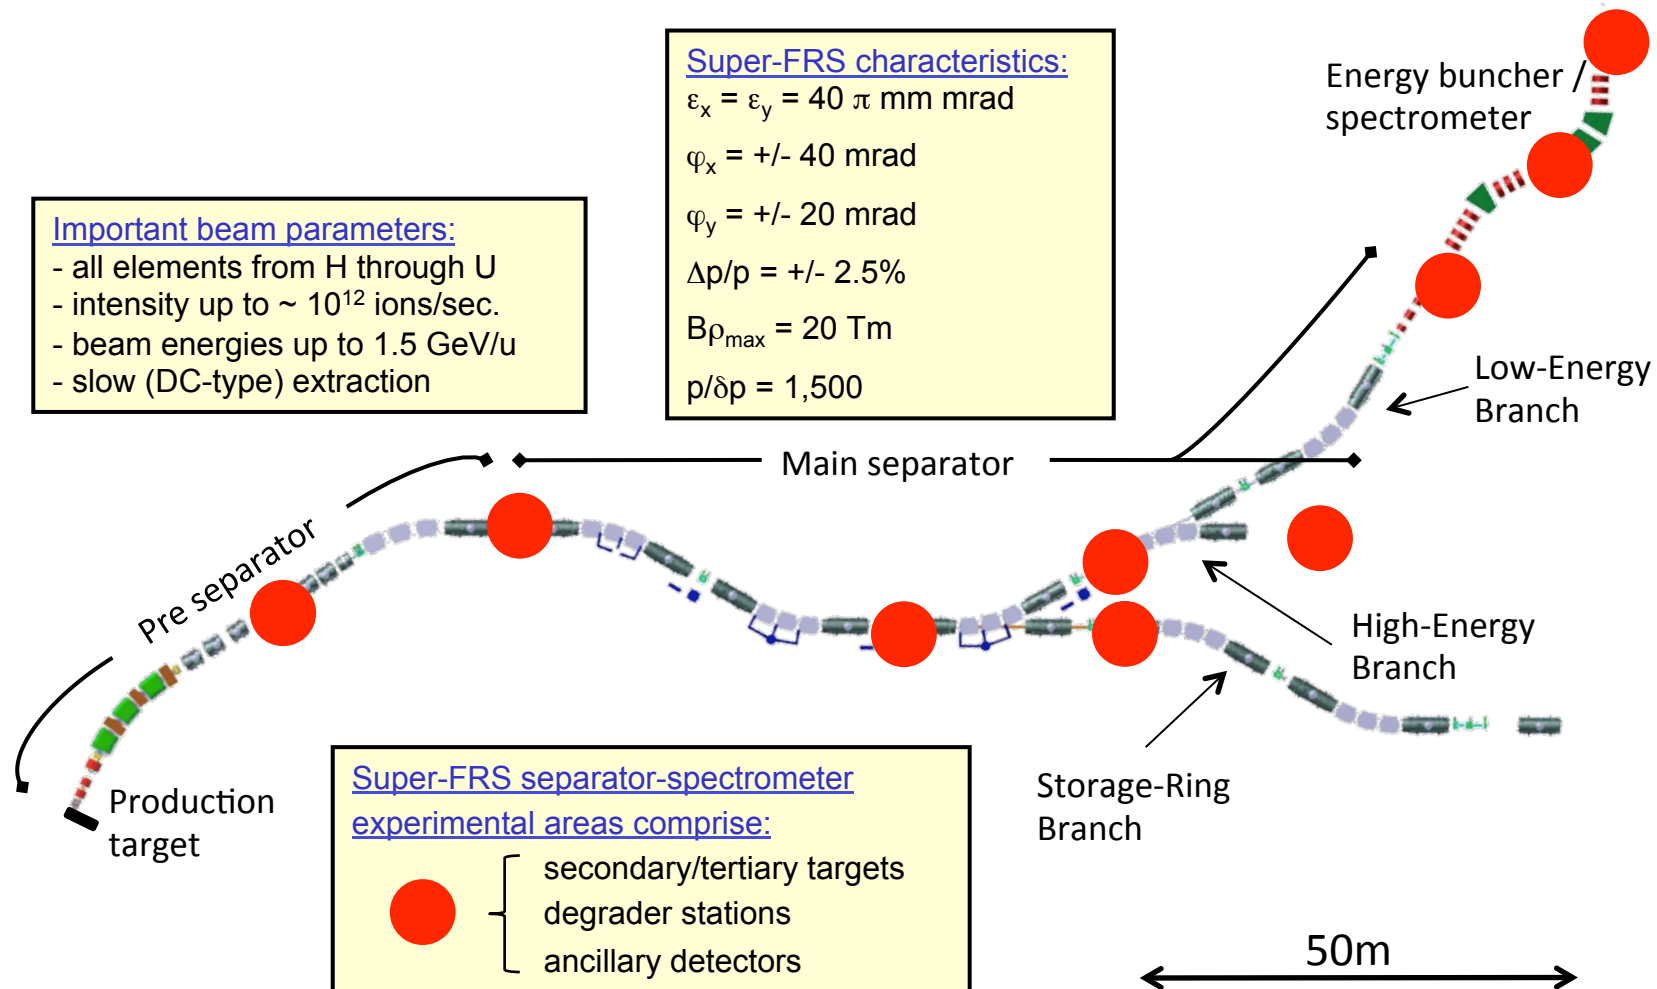 Super-FRS characteristics:
εx = εy = 40 π mm mrad
φx = +/- 40 mrad
φy = +/- 20 mrad
Δp/p = +/- 2.5%
Bρmax = 20 Tm
p/δp = 1,500
Energy buncher /
spectrometer
Important beam parameters:
- all elements from H through U
- intensity up to ~ 10¹² ions/sec.
- beam energies up to 1.5 GeV/u
- slow (DC-type) extraction
Low-Energy
Branch
Main separator
Pre separator
High-Energy
Branch
Storage-Ring
Branch
Production
target
Super-FRS separator-spectrometer
experimental areas comprise:
secondary/tertiary targets
degrader stations
ancillary detectors
50m